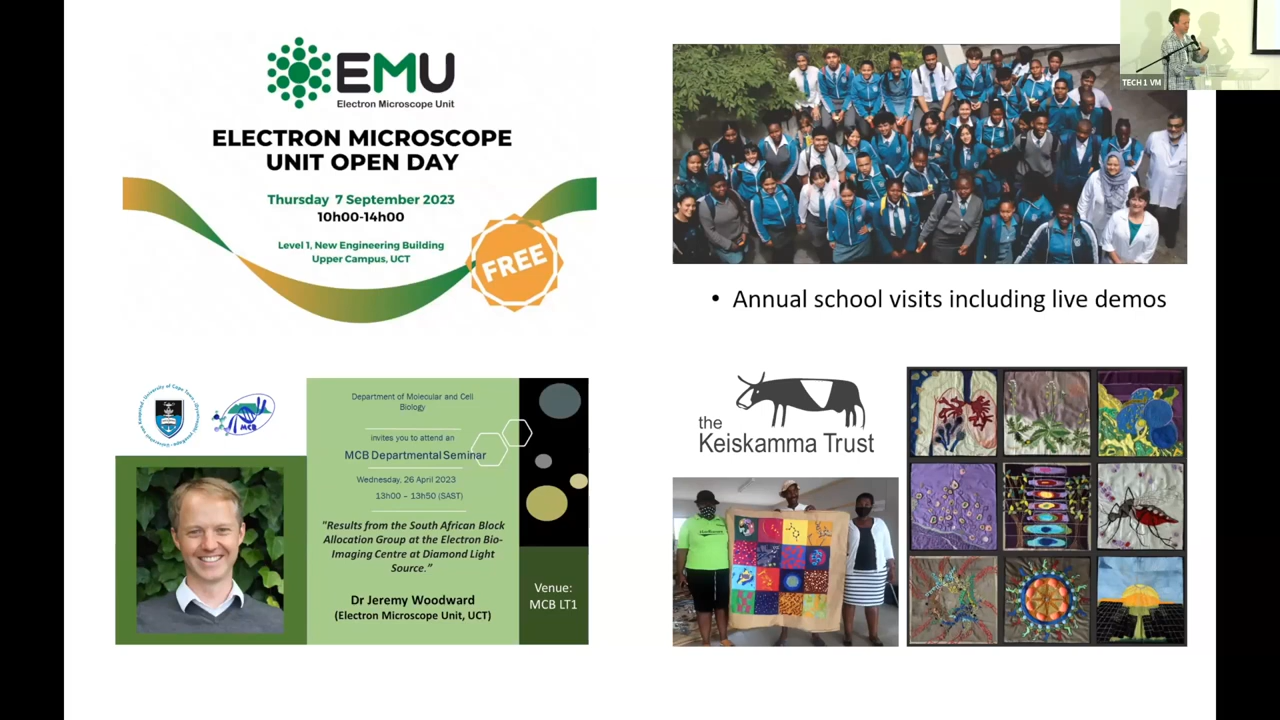 EMU
Electron Microscope Unit
ELECTRON MICROSCOPE
UNIT OPEN DAY
Thursday 7 September 2023
10h00-14h00
Level 1, New Engineering Building
Upper Campus, UCT
FREE
TECH 1 VM
• Annual school visits including live demos
MCB
Department of Molecular and Cell
Biology
invites you to attend an
MCB Departmental Seminar
Wednesday, 26 April 2023
13h00 – 13h50 (SAST)
"Results from the South African Block
Allocation Group at the Electron Bio-
Imaging Centre at Diamond Light
Source."
Dr Jeremy Woodward
(Electron Microscope Unit, UCT)
Venue:
MCB LT1
the
Keiskamma Trust